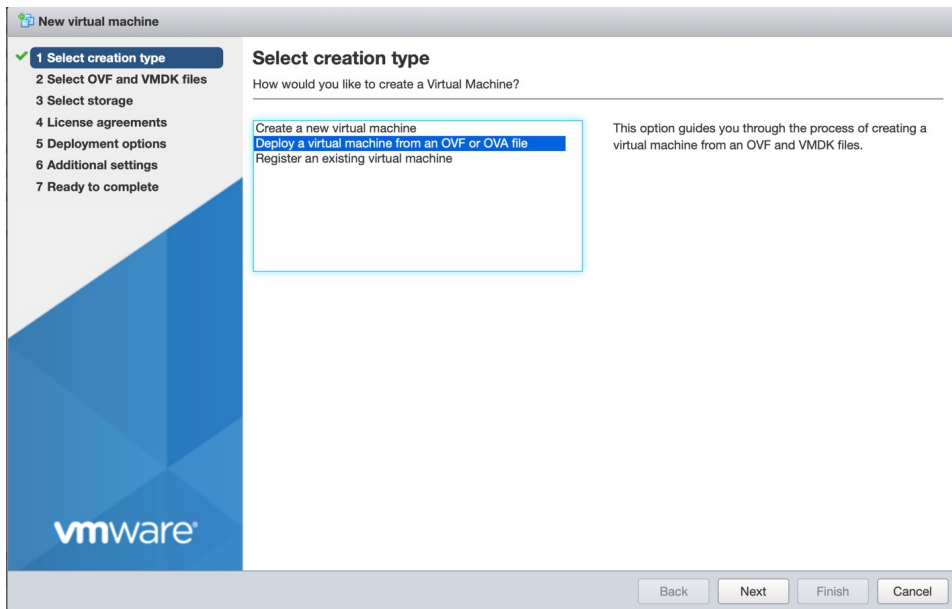 New virtual machine
1 Select creation type
2 Select OVF and VMDK files
3 Select storage
4 License agreements
5 Deployment options
6 Additional settings
7 Ready to complete
vmware®
Select creation type
How would you like to create a Virtual Machine?
Create a new virtual machine
Deploy a virtual machine from an OVF or OVA file
Register an existing virtual machine
This option guides you through the process of creating a
virtual machine from an OVF and VMDK files.
Back
Next
Finish
Cancel